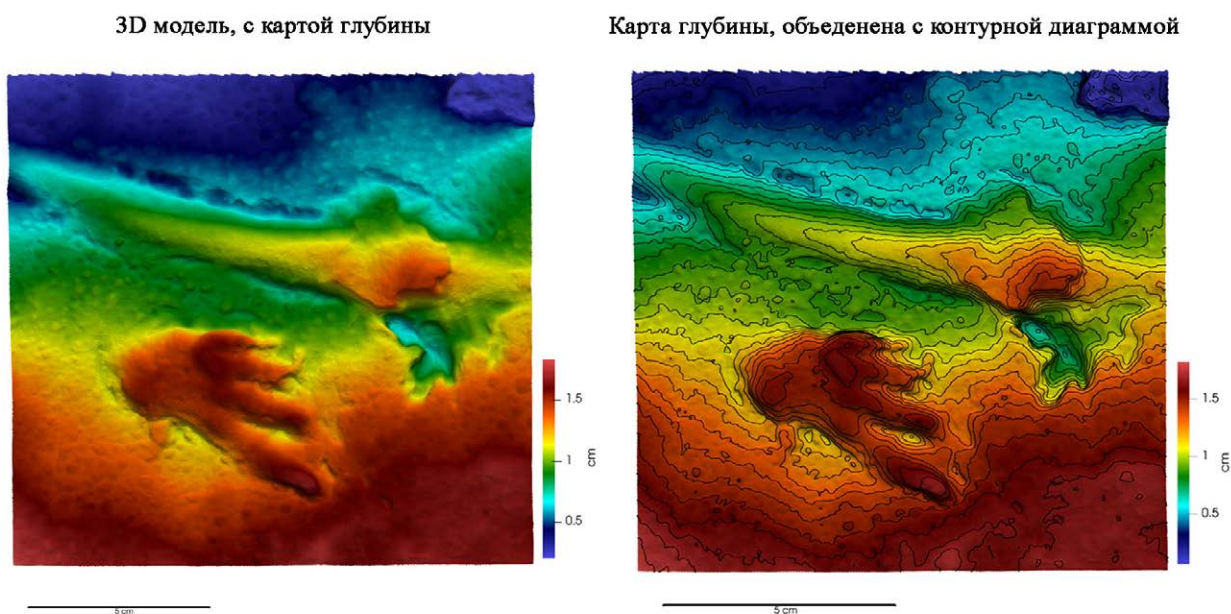 3D модель, с картой глубины
Карта глубины, объеденена с контурной диаграммой
1.5
1
0.5
cm
5 cm
1.5
1
0.5
cm
5 cm